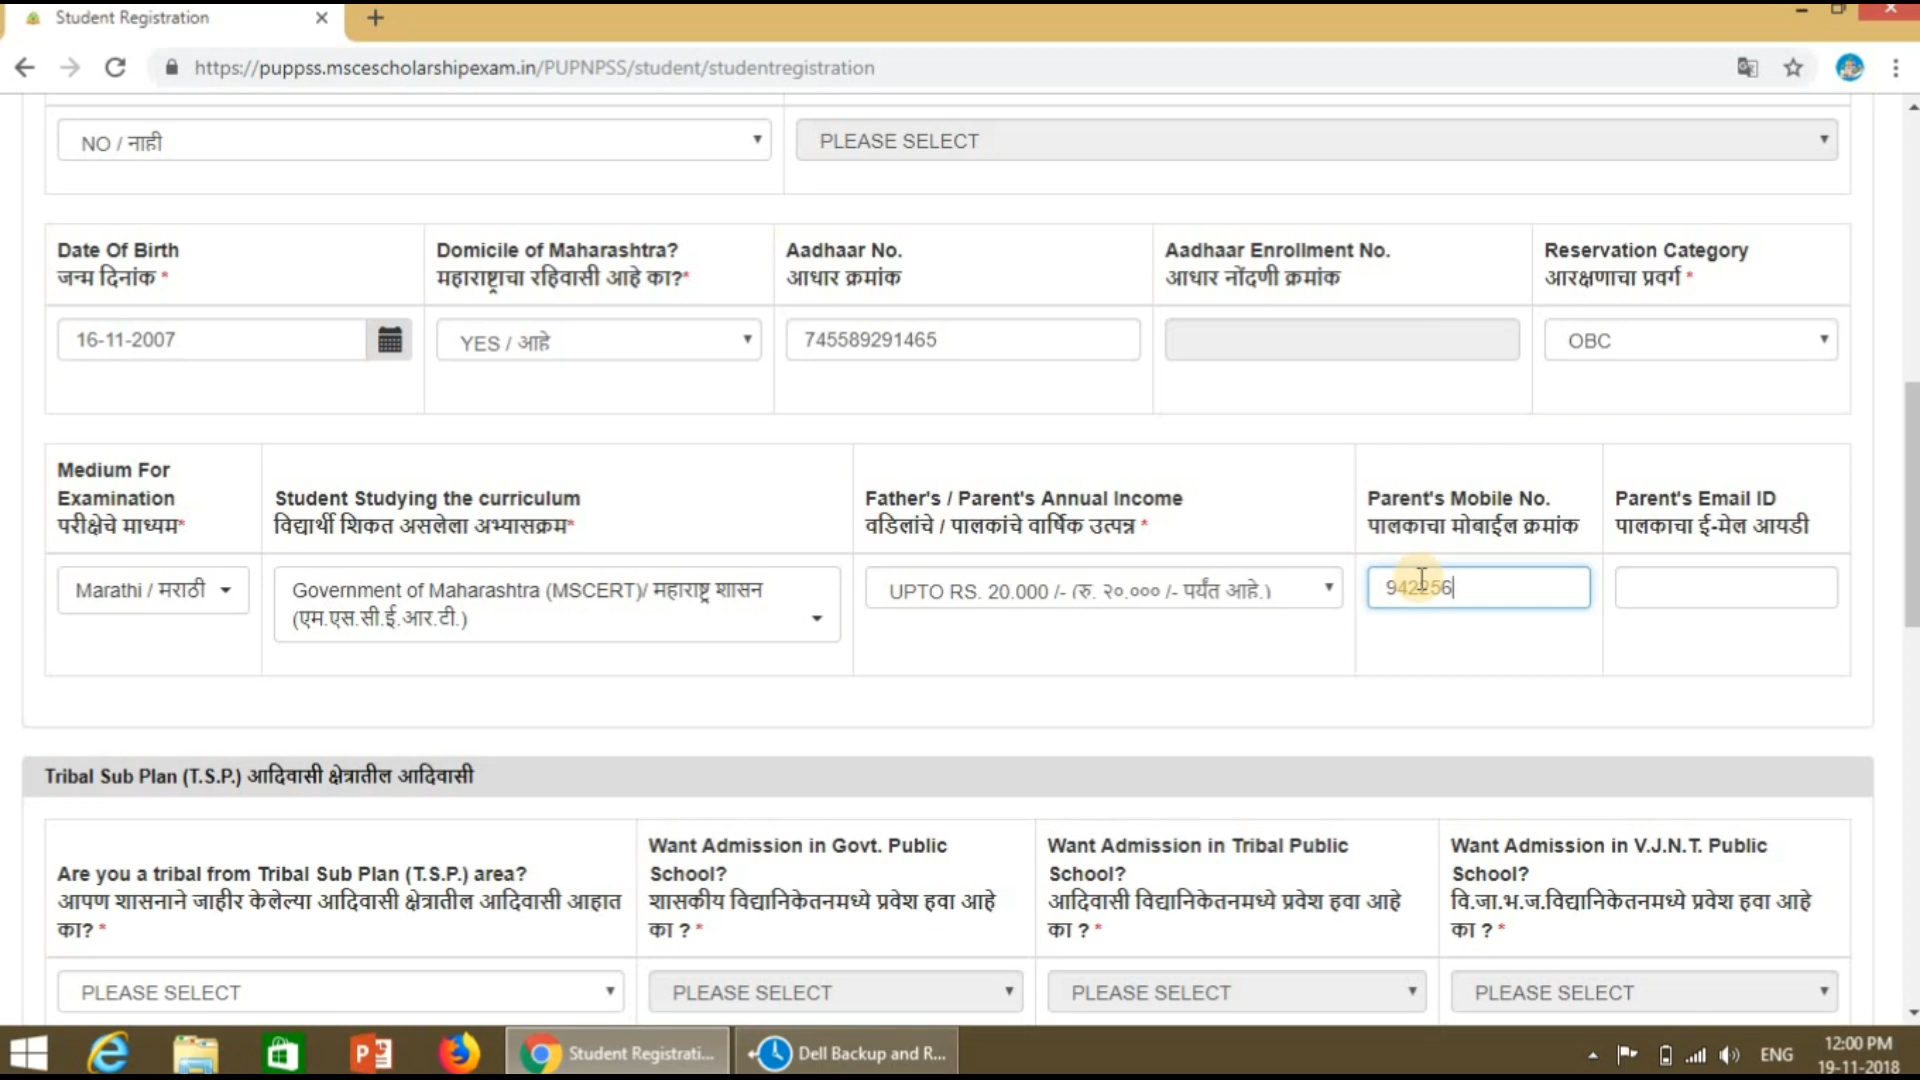 Student Registration
https://puppss.mscescholarshipexam.in/PUPNPSS/student/studentregistration
NO / नाही
PLEASE SELECT
Date Of Birth
जन्म दिनांक *
Domicile of Maharashtra?
महाराष्ट्राचा रहिवासी आहे का?*
Aadhaar No.
आधार क्रमांक
Aadhaar Enrollment No.
आधार नोंदणी क्रमांक
Reservation Category
आरक्षणाचा प्रवर्ग *
16-11-2007
YES / आहे
745589291465
OBC
Medium For
Examination
परीक्षेचे माध्यम*
Student Studying the curriculum
विद्यार्थी शिकत असलेला अभ्यासक्रम*
Father's / Parent's Annual Income
वडिलांचे / पालकांचे वार्षिक उत्पन्न *
Parent's Mobile No.
पालकाचा मोबाईल क्रमांक
Parent's Email ID
पालकाचा ई-मेल आयडी
Marathi / मराठी
Government of Maharashtra (MSCERT)/ महाराष्ट्र शासन
(एम.एस.सी.ई.आर.टी.)
UPTO RS. 20,000 /- (रु. २०,००० /- पर्यंत आहे.)
942256
Tribal Sub Plan (T.S.P.) आदिवासी क्षेत्रातील आदिवासी
Are you a tribal from Tribal Sub Plan (T.S.P.) area?
आपण शासनाने जाहीर केलेल्या आदिवासी क्षेत्रातील आदिवासी आहात
का? *
Want Admission in Govt. Public
School?
शासकीय विद्यानिकेतनमध्ये प्रवेश हवा आहे
का ? *
Want Admission in Tribal Public
School?
आदिवासी विद्यानिकेतनमध्ये प्रवेश हवा आहे
का ? *
Want Admission in V.J.N.T. Public
School?
वि.जा.भ.ज.विद्यानिकेतनमध्ये प्रवेश हवा आहे
का ? *
PLEASE SELECT
PLEASE SELECT
PLEASE SELECT
PLEASE SELECT
Student Registrati...
Dell Backup and R...
ENG
12:00 PM
19-11-2018